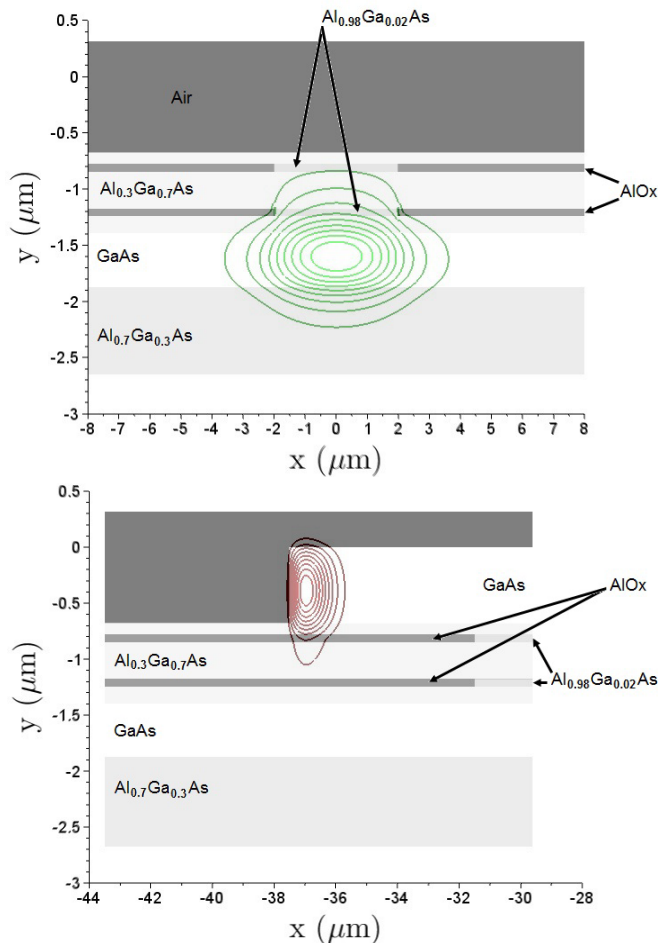 Al0.98Ga0.02As
0.5
0
-0.5
-1
-1.5
-2
-2.5
-3
y (μm)
Air
Al0.3Ga0.7As
AlOx
GaAs
Al0.7Ga0.3As
-8 -7 -6 -5 -4 -3 -2 -1 0 1 2 3 4 5 6 7 8
x (μm)
0.5
0
-0.5
-1
-1.5
-2
-2.5
-3
y (μm)
GaAs
AlOx
Al0.3Ga0.7As
Al0.98Ga0.02As
GaAs
Al0.7Ga0.3As
-44 -42 -40 -38 -36 -34 -32 -30 -28
x (μm)